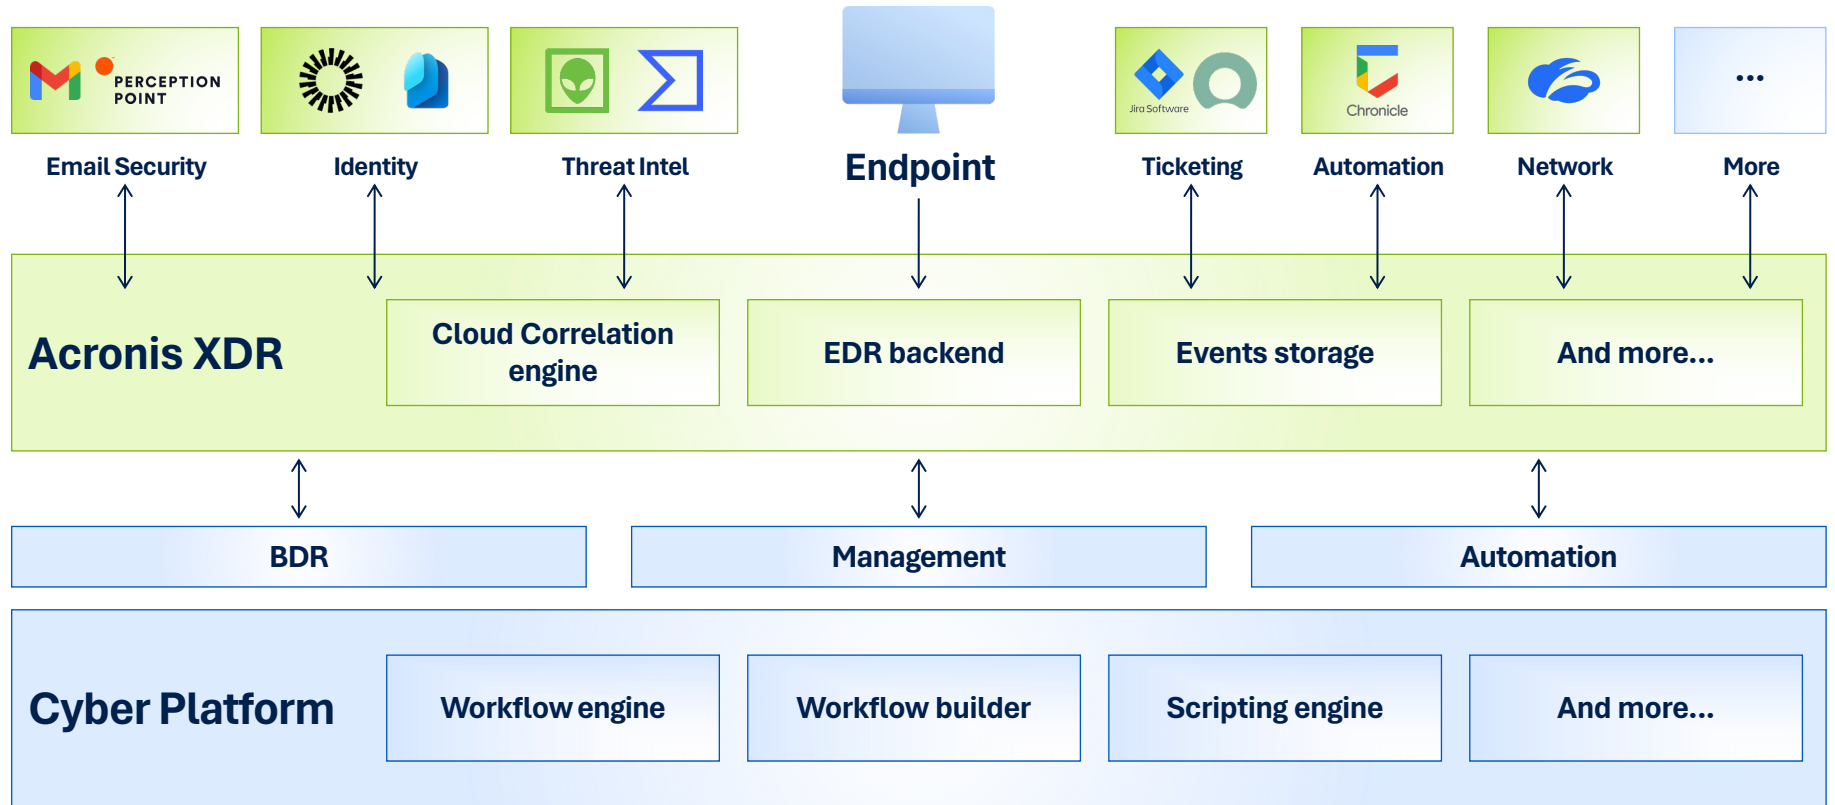 PERCEPTION
POINT
Jira Software
Chronicle
...
Email Security
Identity
Threat Intel
Endpoint
Ticketing
Automation
Network
More
Acronis XDR
Cloud Correlation
engine
EDR backend
Events storage
And more...
BDR
Management
Automation
Cyber Platform
Workflow engine
Workflow builder
Scripting engine
And more...